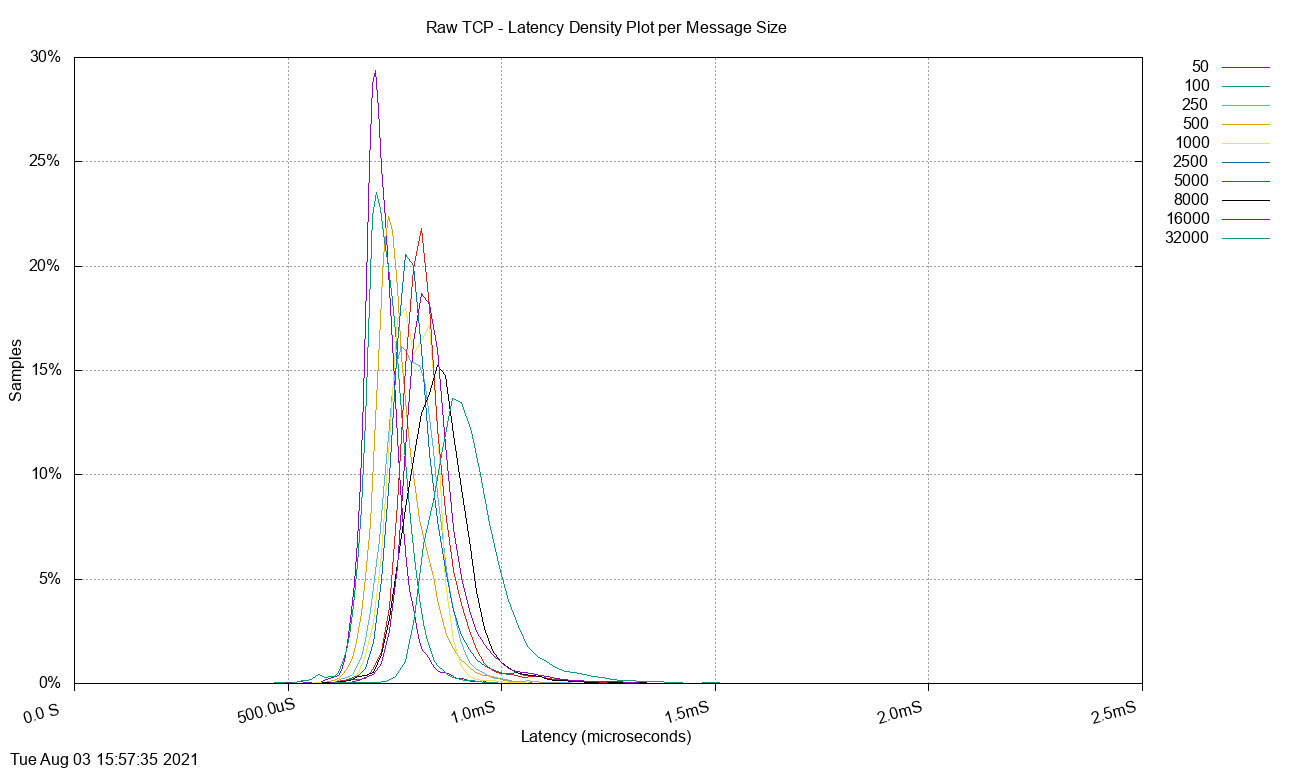 Raw TCP - Latency Density Plot per Message Size
30%
25%
20%
15%
10%
5%
0%
Samples
0.0 S
500.0uS
1.0mS
1.5mS
2.0mS
2.5mS
Latency (microseconds)
50
100
250
500
1000
2500
5000
8000
16000
32000
Tue Aug 03 15:57:35 2021